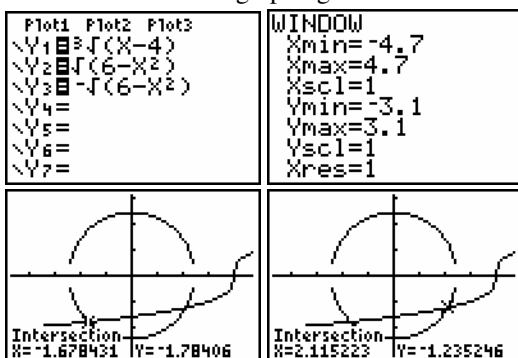 Plot1 Plot2 Plot3
\Y1=³√(X-4)
\Y2=√(6-X²)
\Y3=-√(6-X²)
\Y4=
\Y5=
\Y6=
\Y7=
WINDOW
Xmin=-4.7
Xmax=4.7
Xscl=1
Ymin=-3.1
Ymax=3.1
Yscl=1
Xres=1
Intersection
X=-1.678431 Y=-1.78406
Intersection
X=2.115223 Y=-1.235246